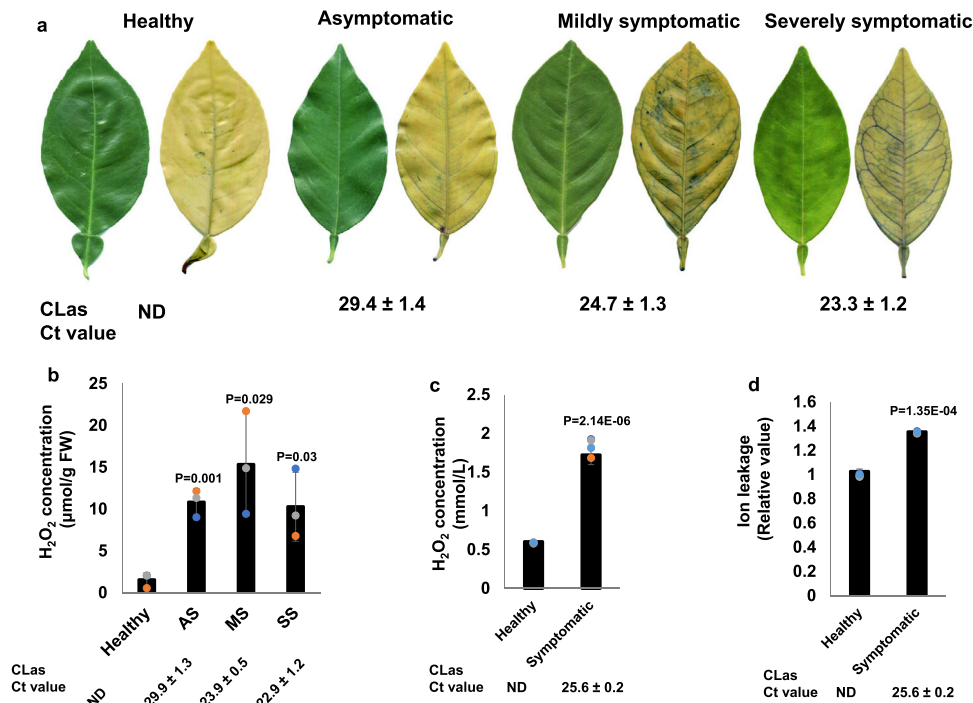 a
Healthy
Asymptomatic
Mildly symptomatic
Severely symptomatic
CLas
Ct value
ND
29.4 ± 1.4
24.7 ± 1.3
23.3 ± 1.2
b
H₂O₂ concentration
(μmol/g FW)
25
20
15
10
5
0
P=0.001
P=0.029
P=0.03
Healthy
AS
MS
SS
CLas
Ct value
ND
29.9 ± 1.3
23.9 ± 0.5
22.9 ± 1.2
c
H₂O₂ concentration
(mmol/L)
2.5
2
1.5
1
0.5
0
P=2.14E-06
Healthy
Symptomatic
CLas
Ct value
ND
25.6 ± 0.2
d
Ion leakage
(Relative value)
1.6
1.4
1.2
1
0.8
0.6
0.4
0.2
0
P=1.35E-04
Healthy
Symptomatic
CLas
Ct value
ND
25.6 ± 0.2